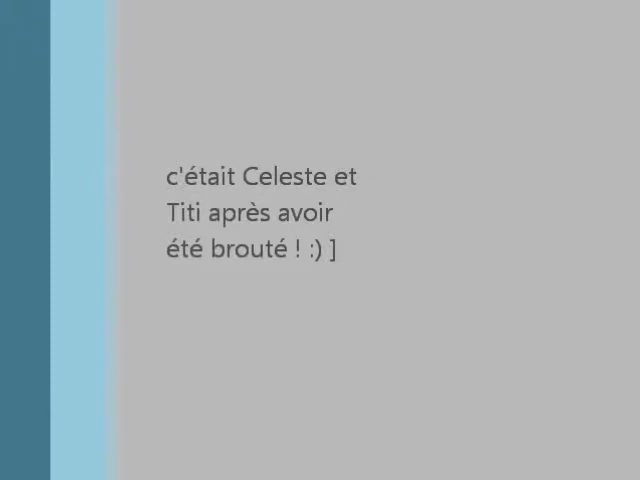 c'était Celeste et
Titi après avoir
été brouté ! :) ]